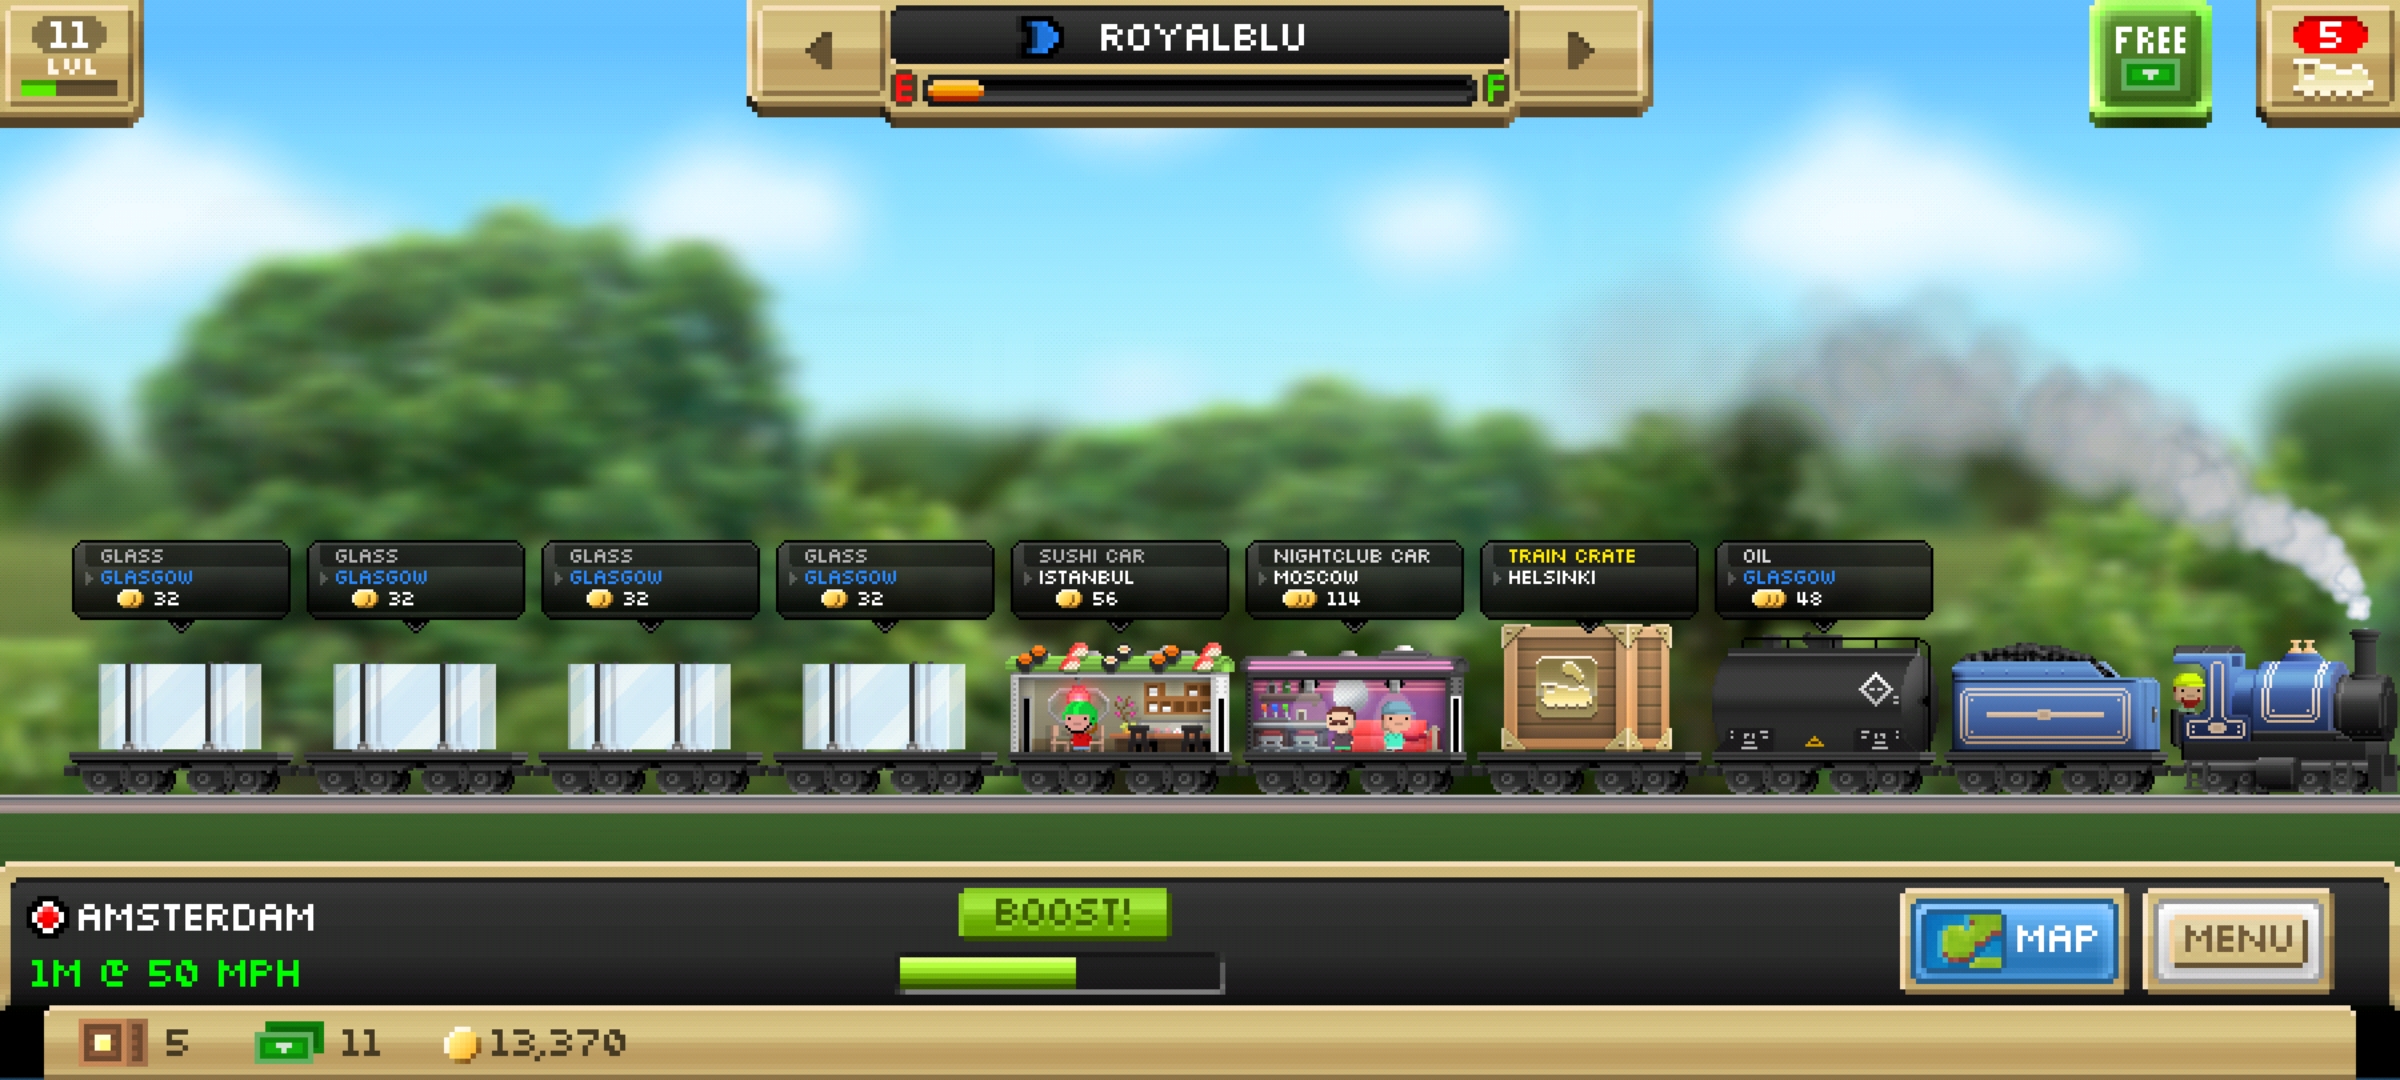 11
LVL
ROYALBLU
E
F
FREE
5
GLASS
GLASGOW
32
GLASS
GLASGOW
32
GLASS
GLASGOW
32
GLASS
GLASGOW
32
SUSHI CAR
ISTANBUL
56
NIGHTCLUB CAR
MOSCOW
114
TRAIN CRATE
HELSINKI
OIL
GLASGOW
48
AMSTERDAM
1M @ 50 MPH
BOOST!
MAP
MENU
5
11
13,370